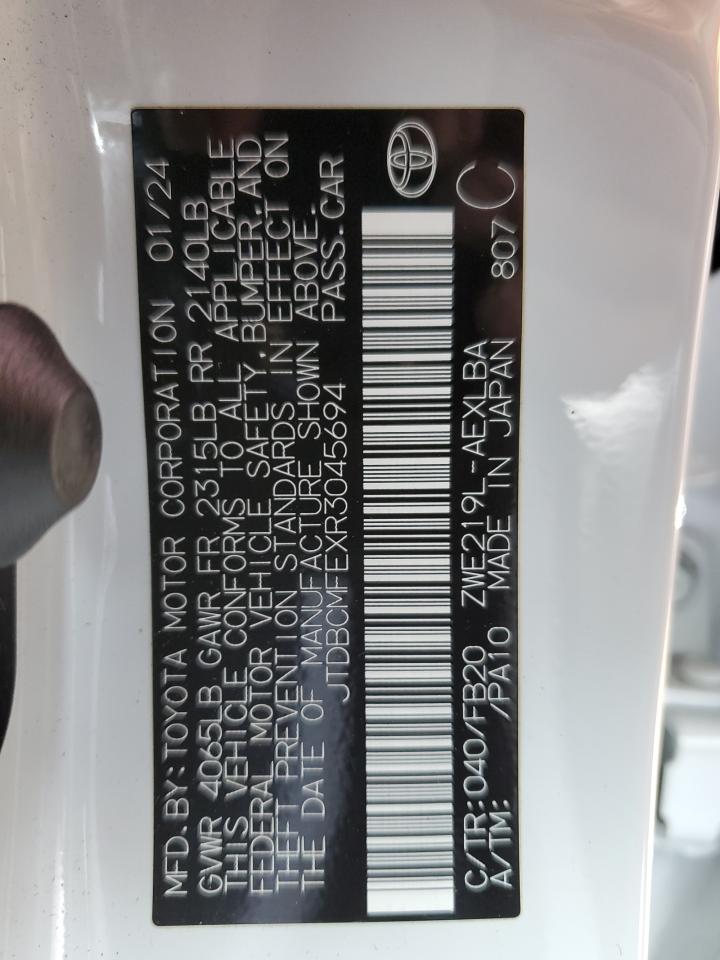 MFD.BY:TOYOTA MOTOR CORPORATION 01/24
GVWR 4065LB GAWR FR 2315LB RR 2140LB
THIS VEHICLE CONFORMS TO ALL APPLICABLE
FEDERAL MOTOR VEHICLE SAFETY,BUMPER,AND
THEFT PREVENTION STANDARDS IN EFFECT ON
THE DATE OF MANUFACTURE SHOWN ABOVE.
JTDBCMFEXR3045694 PASS.CAR
C/TR:040/FB20 ZWE219L-AEXLBA C
A/TM: /PA10 MADE IN JAPAN 807